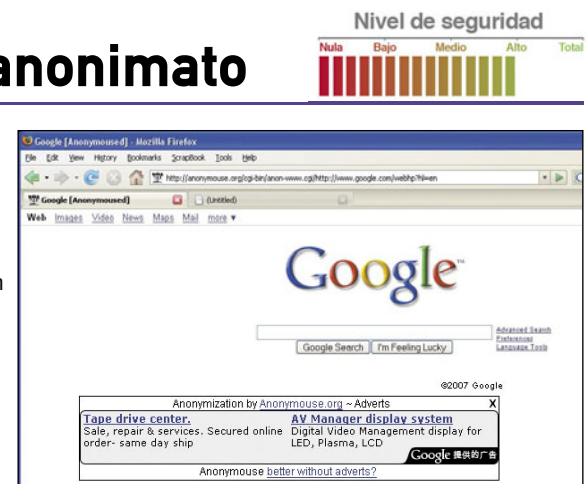 Nivel de seguridad
anonimato
Nula Bajo Medio Alto Total
Google [Anonymoused] - Mozilla Firefox
File Edit View History Bookmarks ScrapBook Tools Help
http://anonymouse.org/cgi-bin/anon-www.cgi/http://www.google.com/webhp?hl=en
Google [Anonymoused] (Untitled)
Web Images Video News Maps Mail more ▼
n
Google™
Advanced Search
Preferences
Language Tools
Google Search I'm Feeling Lucky
©2007 Google
Anonymization by Anonymouse.org ~ Adverts X
Tape drive center.
Sale, repair & services. Secured online
order- same day ship
AV Manager display system
Digital Video Management display for
LED, Plasma, LCD
Google 提供的广告
Anonymouse better without adverts?